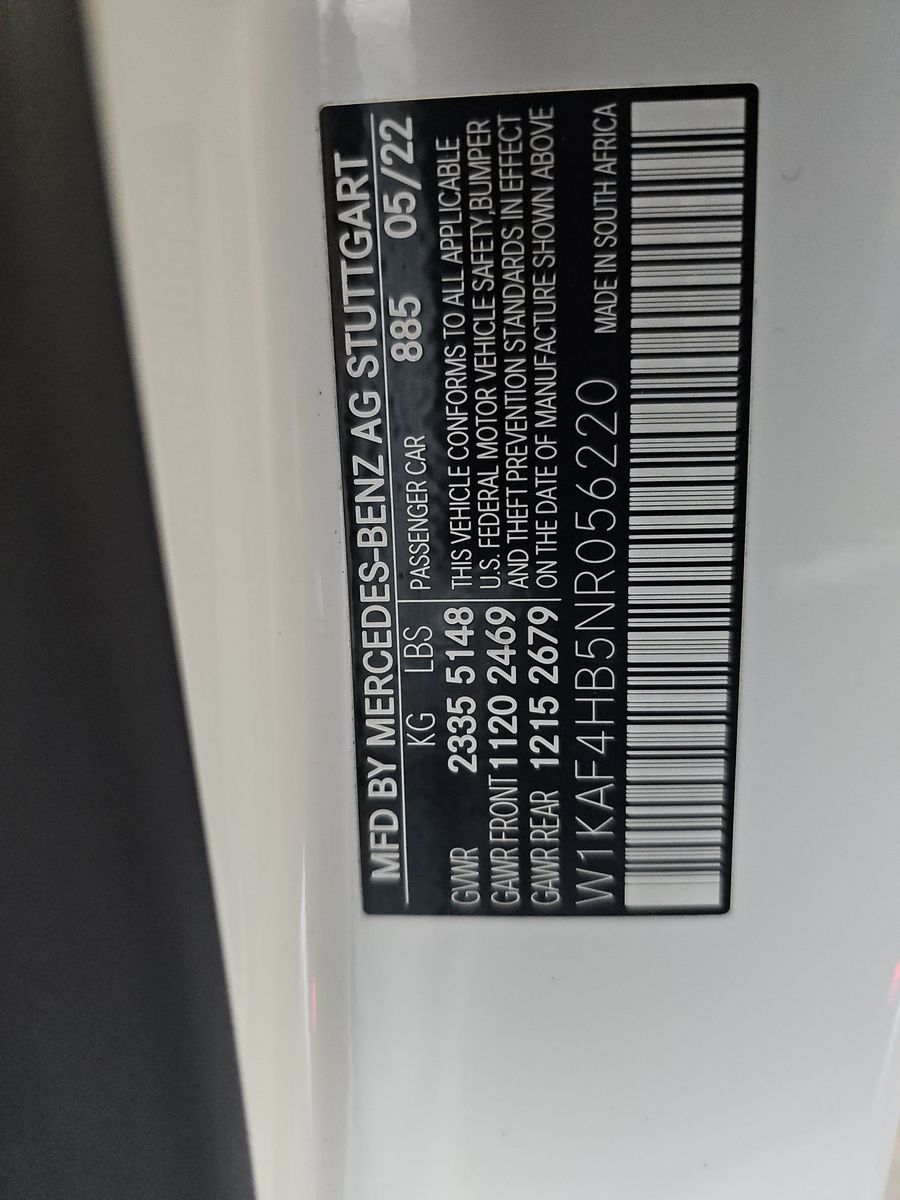 MFD BY MERCEDES-BENZ AG STUTTGART
KG LBS PASSENGER CAR 885 05/22
GVWR 2335 5148 THIS VEHICLE CONFORMS TO ALL APPLICABLE
GAWR FRONT 1120 2469 U.S. FEDERAL MOTOR VEHICLE SAFETY,BUMPER
GAWR REAR 1215 2679 AND THEFT PREVENTION STANDARDS IN EFFECT
ON THE DATE OF MANUFACTURE SHOWN ABOVE
W1KAF4HB5NR056220 MADE IN SOUTH AFRICA